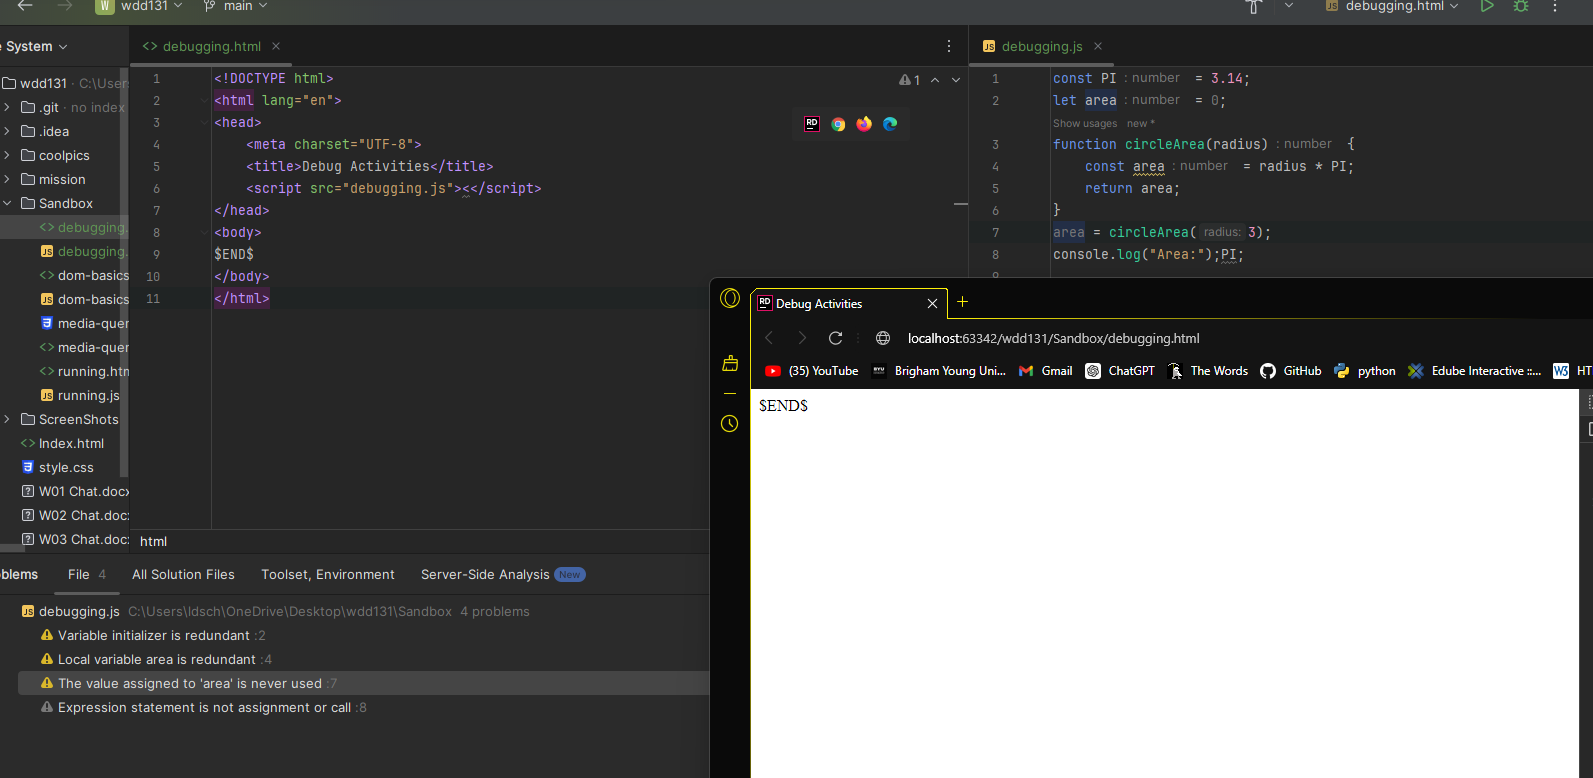 W wdd131 main debugging.html
e System
debugging.html
debugging.js
wdd131 · C:\Users
.git · no index
.idea
coolpics
mission
Sandbox
debugging.
debugging.
dom-basics
dom-basics
media-quer
media-quer
running.htm
running.js
ScreenShots
Index.html
style.css
W01 Chat.docx
W02 Chat.docx
W03 Chat.docx
1 <!DOCTYPE html>
2 <html lang="en">
3 <head>
4 <meta charset="UTF-8">
5 <title>Debug Activities</title>
6 <script src="debugging.js"><</script>
7 </head>
8 <body>
9 $END$
10 </body>
11 </html>
1
RD
html
1 const PI : number = 3.14;
2 let area : number = 0;
Show usages new *
3 function circleArea(radius) : number {
4 const area : number = radius * PI;
5 return area;
6 }
7 area = circleArea( radius: 3);
8 console.log("Area:");PI;
9
RD Debug Activities
localhost:63342/wdd131/Sandbox/debugging.html
(35) YouTube BYU Brigham Young Uni... Gmail ChatGPT The Words GitHub python Edube Interactive ::... W3 HT
$END$
oblems File 4 All Solution Files Toolset, Environment Server-Side Analysis New
debugging.js C:\Users\ldsch\OneDrive\Desktop\wdd131\Sandbox 4 problems
Variable initializer is redundant :2
Local variable area is redundant :4
The value assigned to 'area' is never used :7
Expression statement is not assignment or call :8